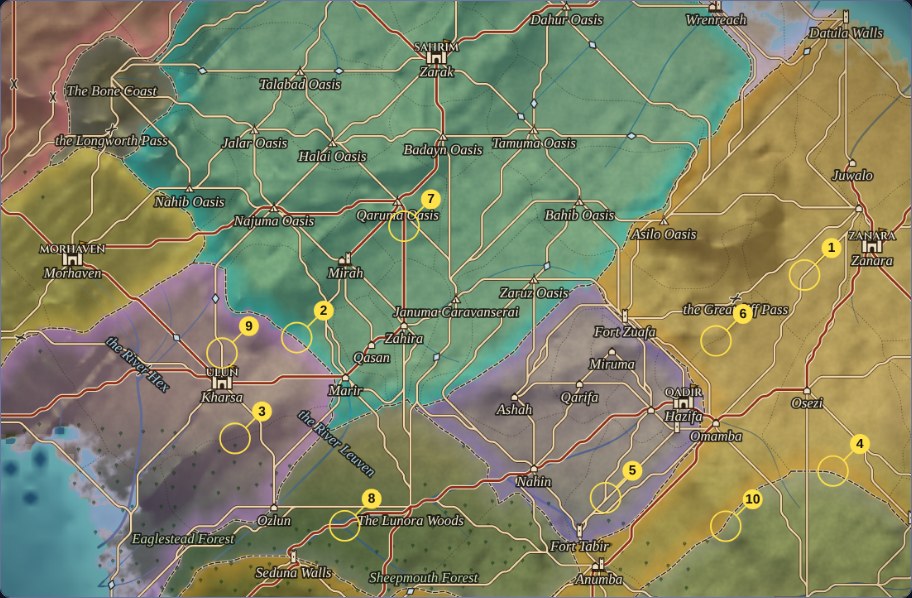 Dahur Oasis
Wrenreach
Datula Walls
SAHRIM
Zarak
Talabad Oasis
The Bone Coast
the Longworth Pass
Jalar Oasis
Halai Oasis
Badayn Oasis
Tamuma Oasis
Juwalo
Nahib Oasis
7
Najuma Oasis
Qaruma Oasis
Bahib Oasis
Asilo Oasis
MORHAVEN
Morhaven
ZANARA
Zanara
1
Mirah
Zaruz Oasis
2
Januma Caravanserai
6
9
Fort Zuafa
Zahira
the River Hex
Qasan
Miruma
ULUN
Kharsa
Marir
QADIR
Hazifa
Ashah
Qarifa
Osezi
3
the River Leuven
Omamba
4
5
Nahin
8
10
Ozlun
The Lunora Woods
Eaglestead Forest
Fort Tabir
Seduna Walls
Sheepmouth Forest
Anumba